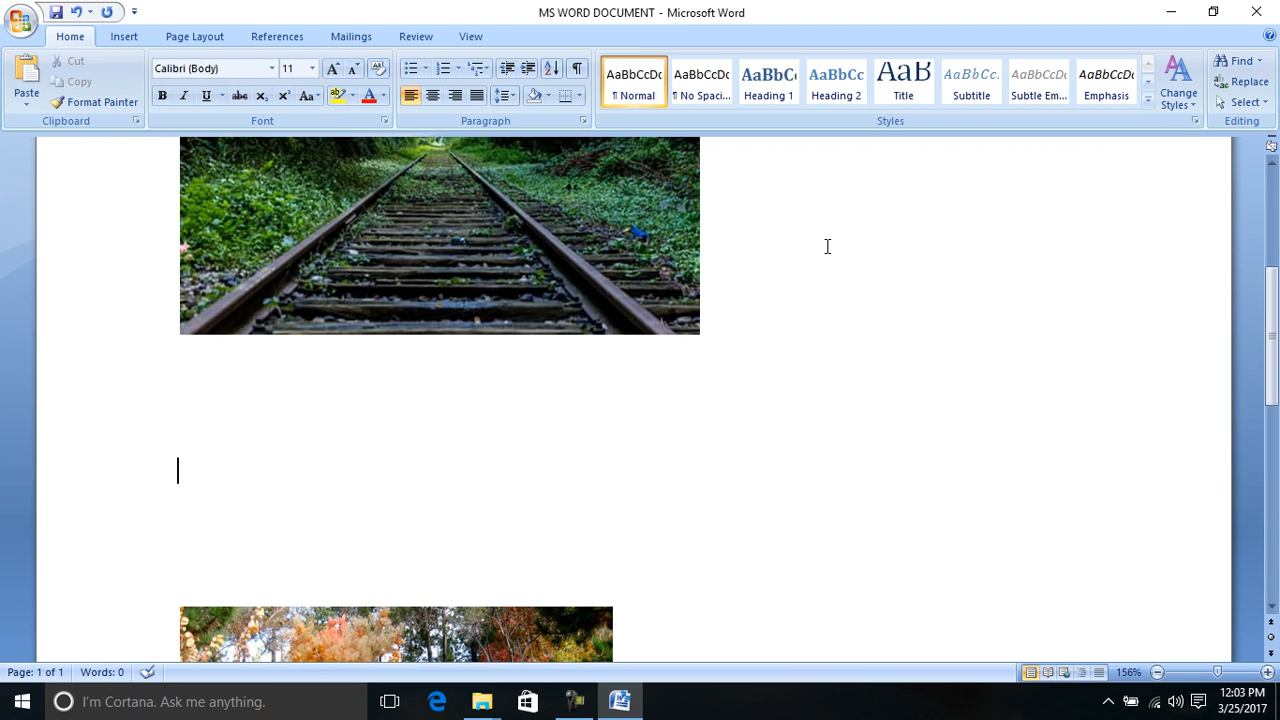 MS WORD DOCUMENT - Microsoft Word
Home Insert Page Layout References Mailings Review View
Paste
Cut
Copy
Format Painter
Clipboard
Calibri (Body) 11
Font
Paragraph
AaBbCcDc AaBbCcDc AaBbC AaBbCc AaB AaBbCc. AaBbCcDc AaBbCcDc
¶ Normal ¶ No Spaci... Heading 1 Heading 2 Title Subtitle Subtle Em... Emphasis
Change
Styles
Styles
Find
Replace
Select
Editing
Page: 1 of 1 Words: 0 156%
I'm Cortana. Ask me anything.
12:03 PM
3/25/2017